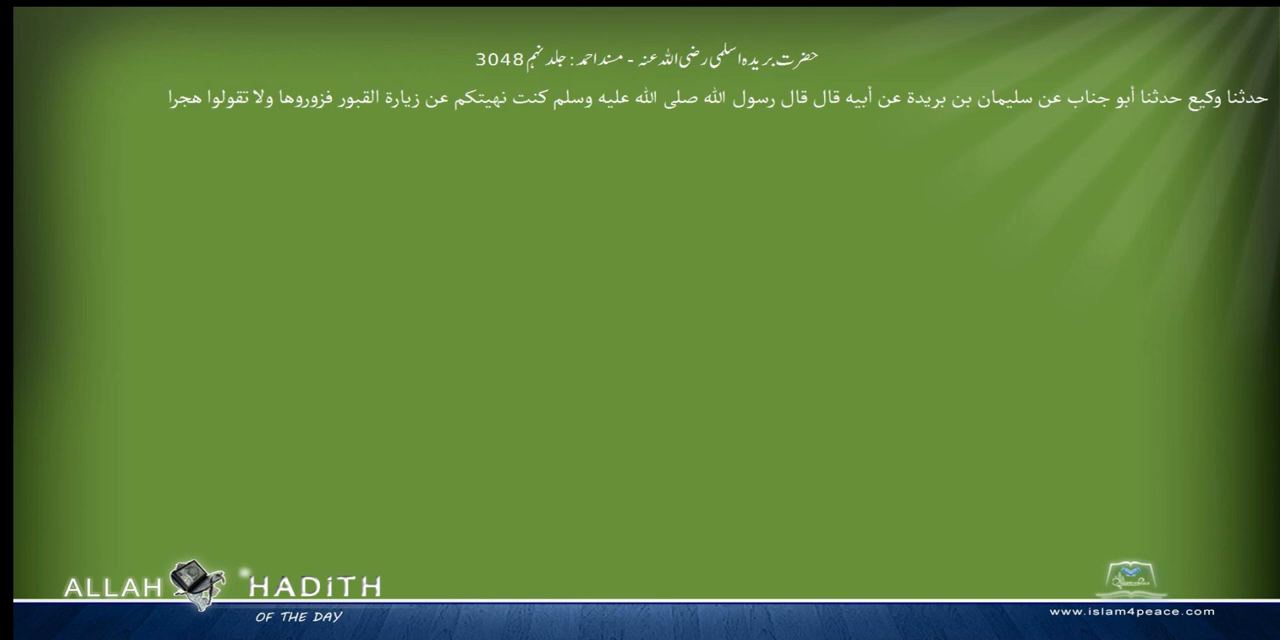 حضرت بریدہ اسلمی رضی اللہ عنہ - مسند احمد : جلد نہم 3048
حدثنا وكيع حدثنا أبو جناب عن سليمان بن بريدة عن أبيه قال قال رسول الله صلى الله عليه وسلم كنت نهيتكم عن زيارة القبور فزوروها ولا تقولوا هجرا
ALLAH HADITH
OF THE DAY
www.islam4peace.com